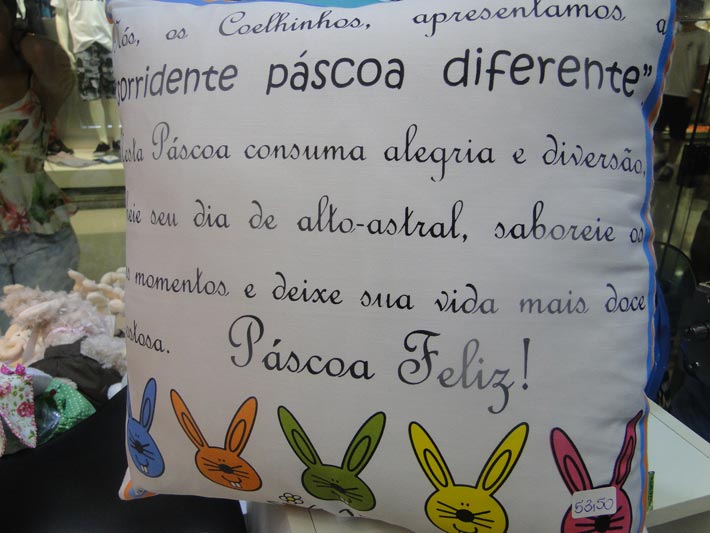 Nós, os Coelhinhos, apresentamos a
sorridente páscoa diferente"
Nesta Páscoa consuma alegria e diversão,
seu dia de alto-astral, saboreie os
momentos e deixe sua vida mais doce
Páscoa Feliz!
53,50